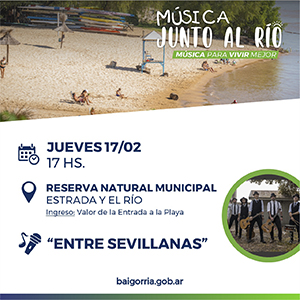 MÚSICA
JUNTO AL RÍO
MÚSICA PARA VIVIR MEJOR
JUEVES 17/02
17 HS.
RESERVA NATURAL MUNICIPAL
ESTRADA Y EL RÍO
Ingreso: Valor de la Entrada a la Playa
"ENTRE SEVILLANAS"
baigorria.gob.ar